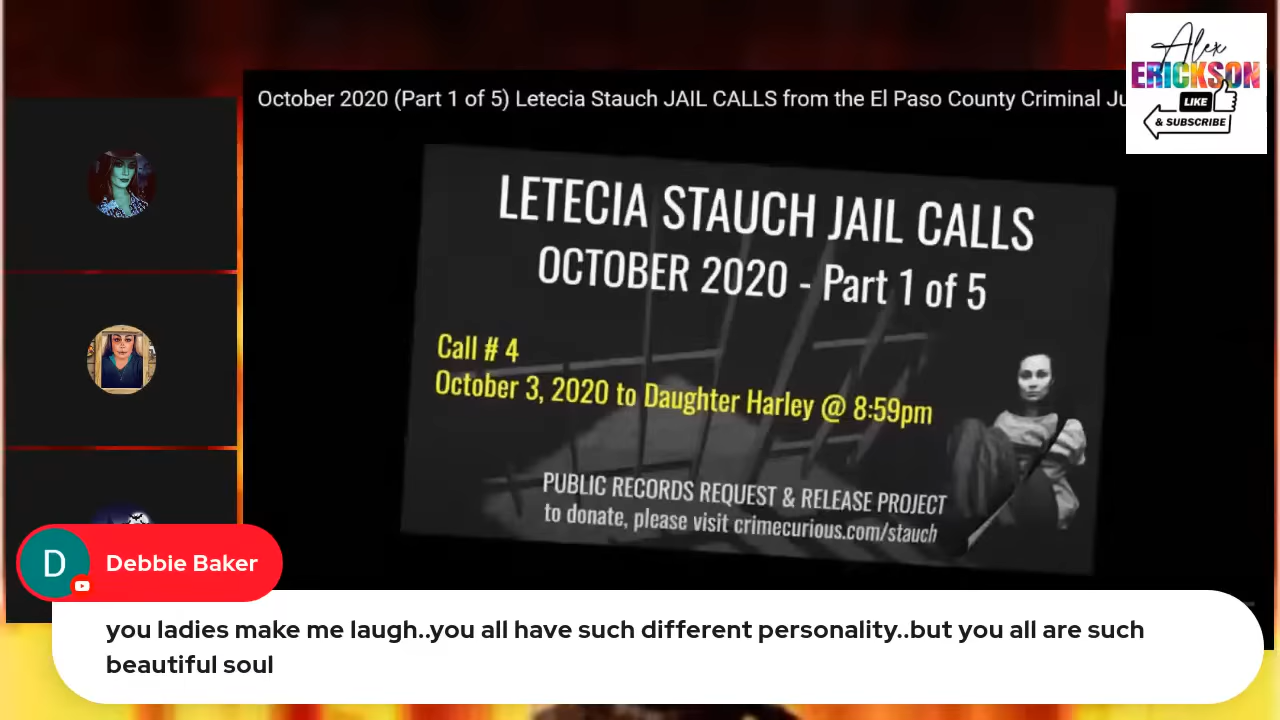 Alex
ERICKSON
LIKE
& SUBSCRIBE
October 2020 (Part 1 of 5) Letecia Stauch JAIL CALLS from the El Paso County Criminal
LETECIA STAUCH JAIL CALLS
OCTOBER 2020 - Part 1 of 5
Call # 4
October 3, 2020 to Daughter Harley @ 8:59pm
PUBLIC RECORDS REQUEST & RELEASE PROJECT
to donate, please visit crimecurious.com/stauch
D
Debbie Baker
you ladies make me laugh..you all have such different personality..but you all are such
beautiful soul